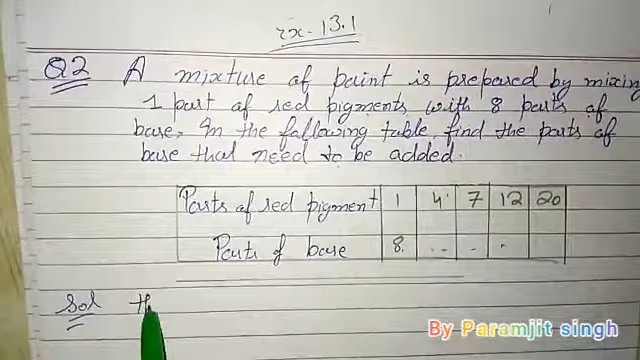 Ex-13.1
Q2 A mixture of paint is prepared by mixing
1 part of red pigments with 8 parts of
base. In the following table, find the parts of
base that need to be added.
Parts of red pigment 1 4 7 12 20
Parts of base 8. .. - .
Sol th
By Paramjit singh